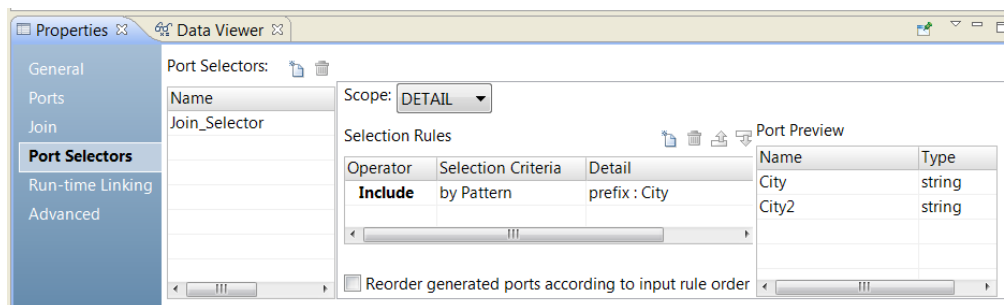 Properties Data Viewer
General
Ports
Join
Port Selectors
Run-time Linking
Advanced
Port Selectors:
Name
Join_Selector
Scope: DETAIL
Selection Rules
Operator Selection Criteria Detail
Include by Pattern prefix : City
Reorder generated ports according to input rule order
Port Preview
Name Type
City string
City2 string